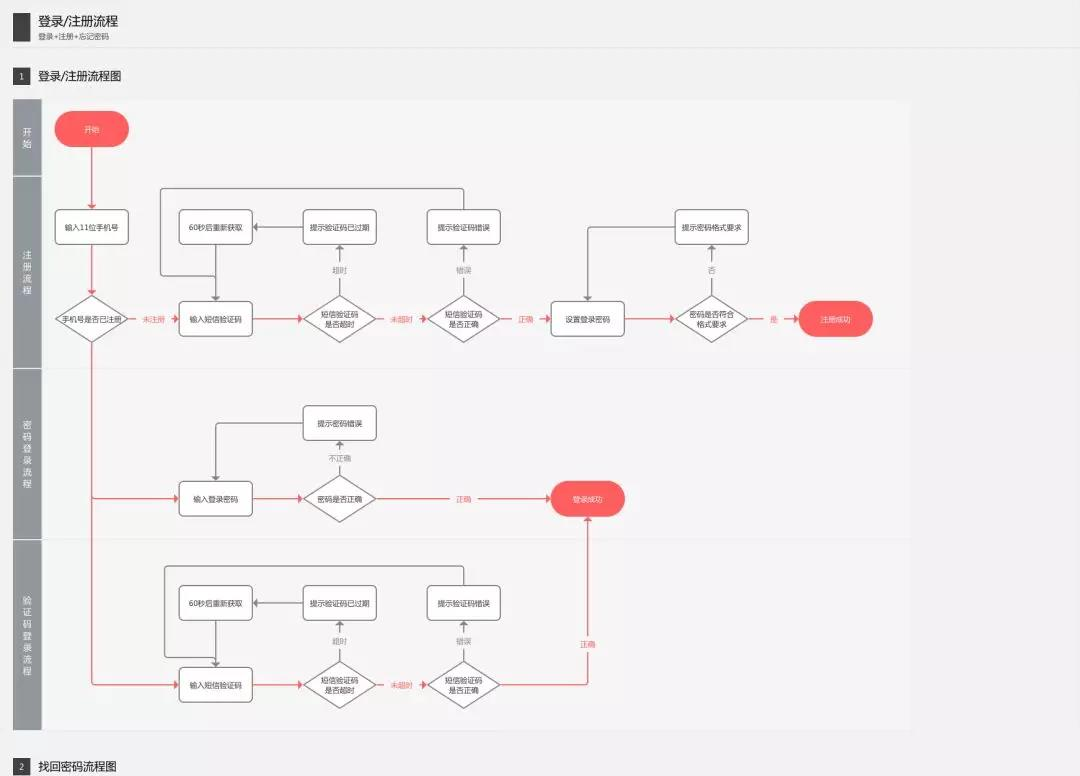 登录/注册流程
登录+注册+忘记密码
1 登录/注册流程图
开始
开始
注册流程
输入11位手机号
60秒后重新获取
提示验证码已过期
提示验证码错误
提示密码格式要求
超时
错误
否
手机号是否已注册
未注册
输入短信验证码
短信验证码
是否超时
未超时
短信验证码
是否正确
正确
设置登录密码
密码是否符合
格式要求
是
注册成功
密码登录流程
提示密码错误
不正确
输入登录密码
密码是否正确
正确
登录成功
验证码登录流程
60秒后重新获取
提示验证码已过期
提示验证码错误
超时
错误
正确
输入短信验证码
短信验证码
是否超时
未超时
短信验证码
是否正确
2 找回密码流程图